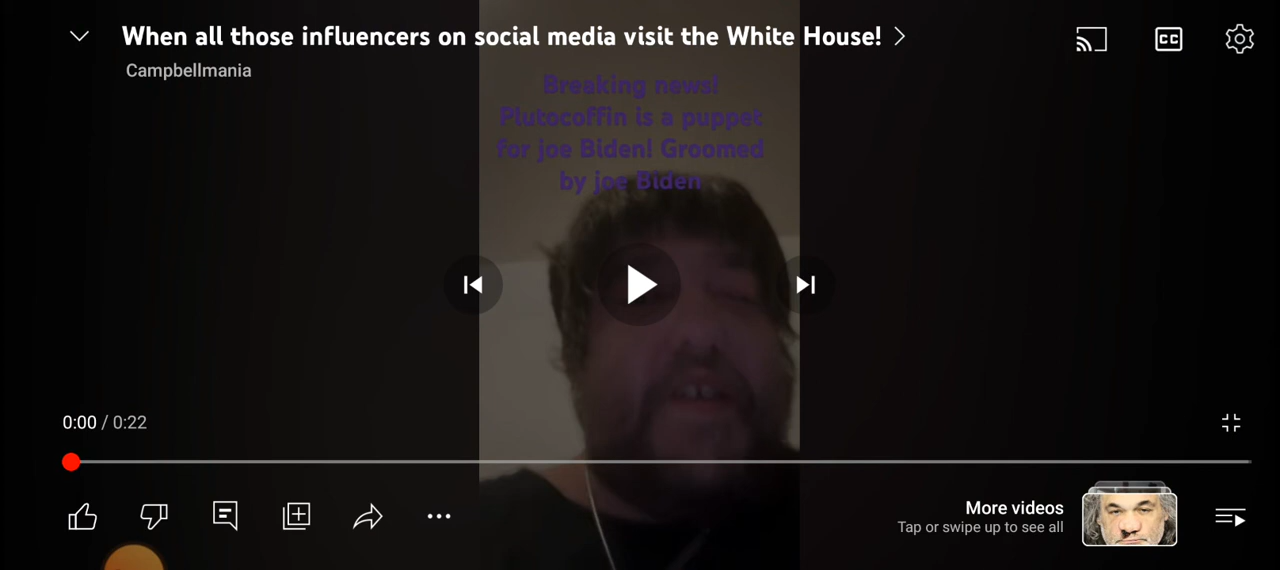 When all those influencers on social media visit the White House!
Campbellmania
Breaking news!
Plutocoffin is a puppet
for joe Biden! Groomed
by joe Biden
CC
0:00 / 0:22
More videos
Tap or swipe up to see all